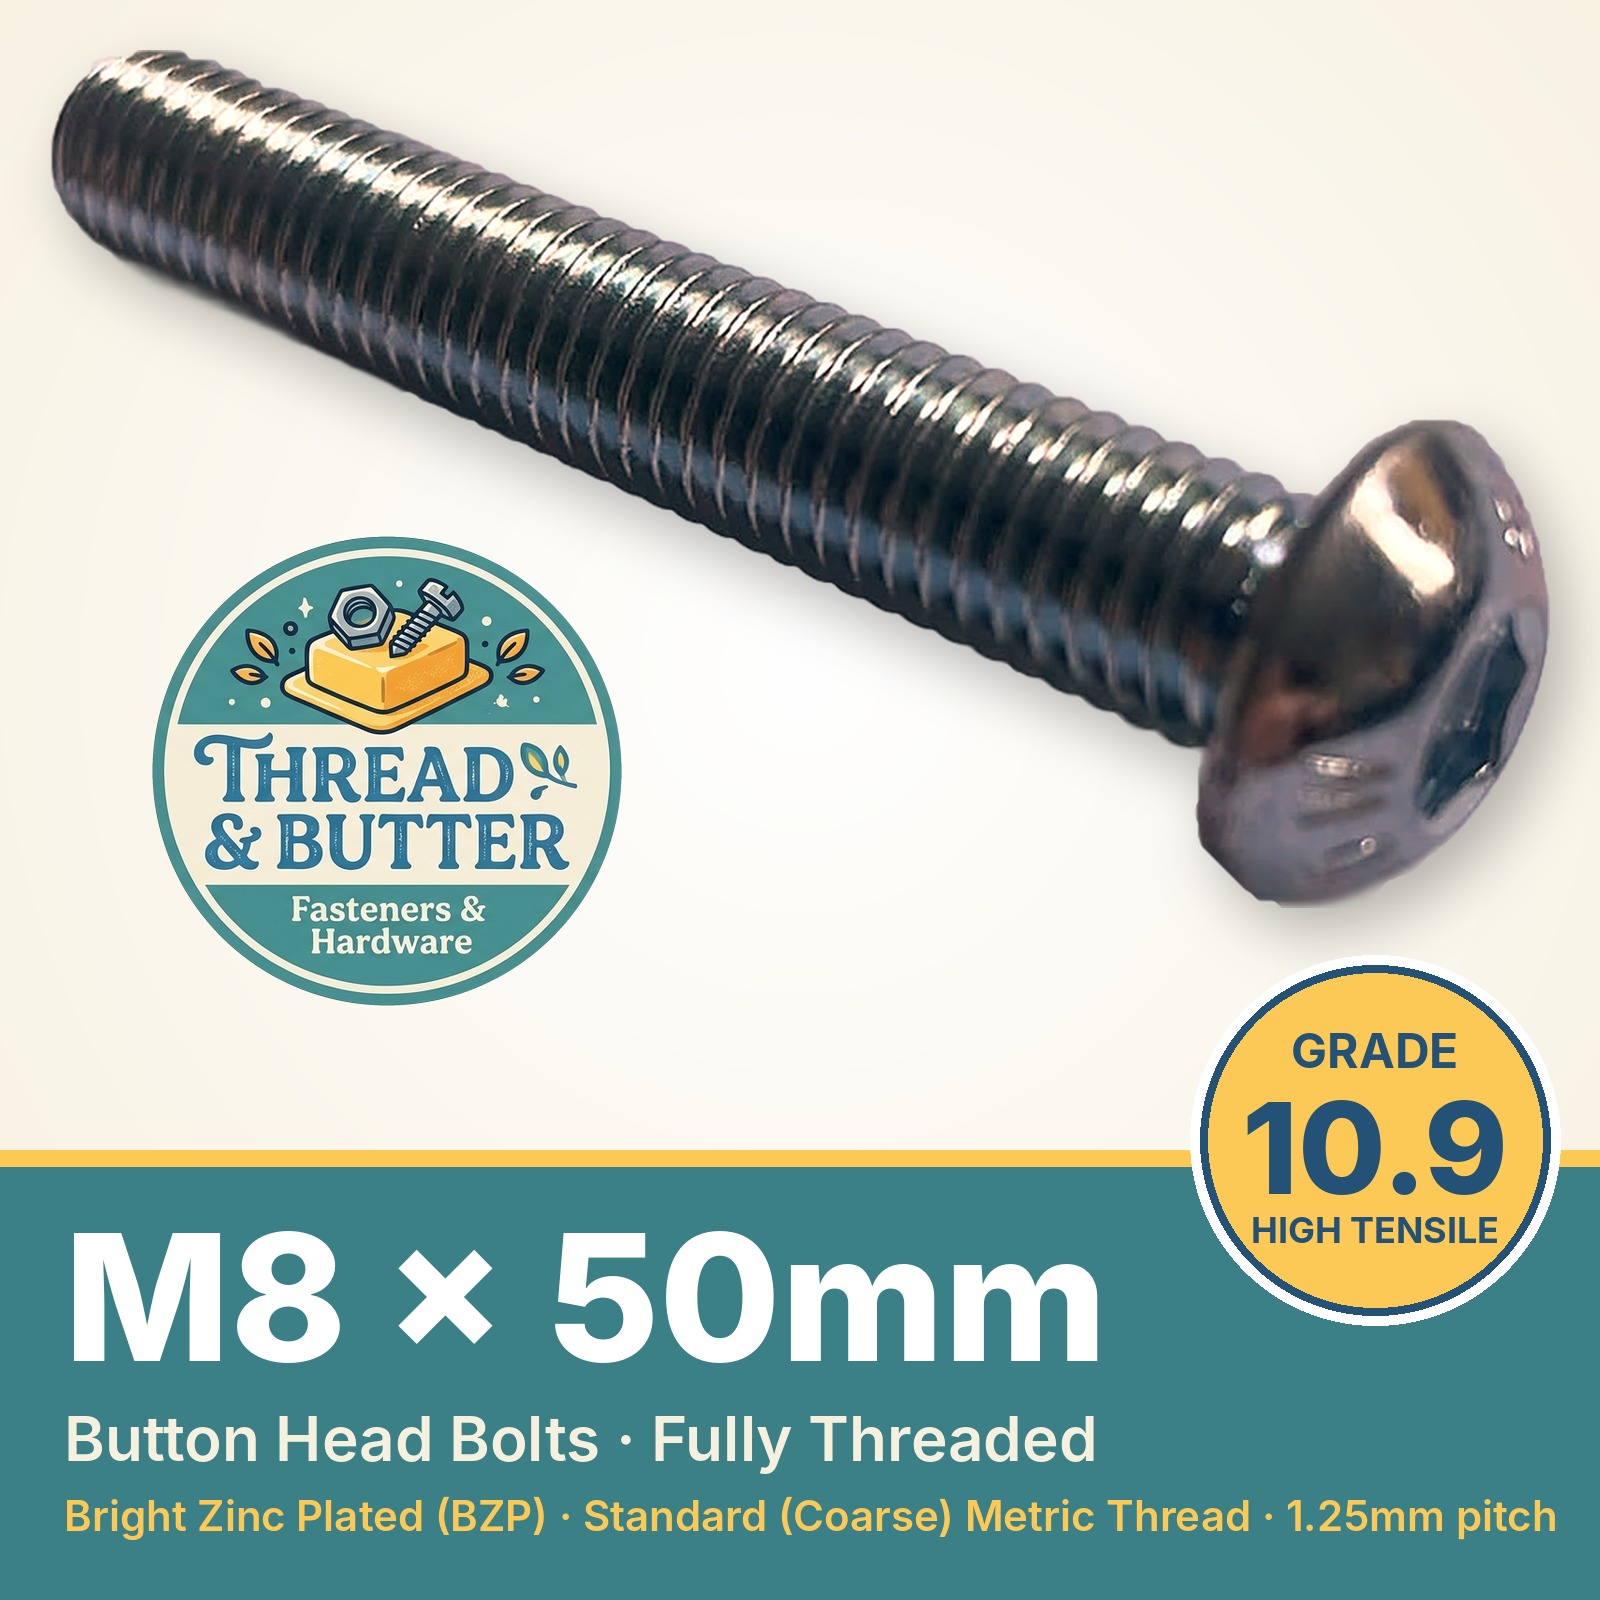 THREAD
& BUTTER
Fasteners &
Hardware
GRADE
10.9
HIGH TENSILE
M8 × 50mm
Button Head Bolts · Fully Threaded
Bright Zinc Plated (BZP) · Standard (Coarse) Metric Thread · 1.25mm pitch